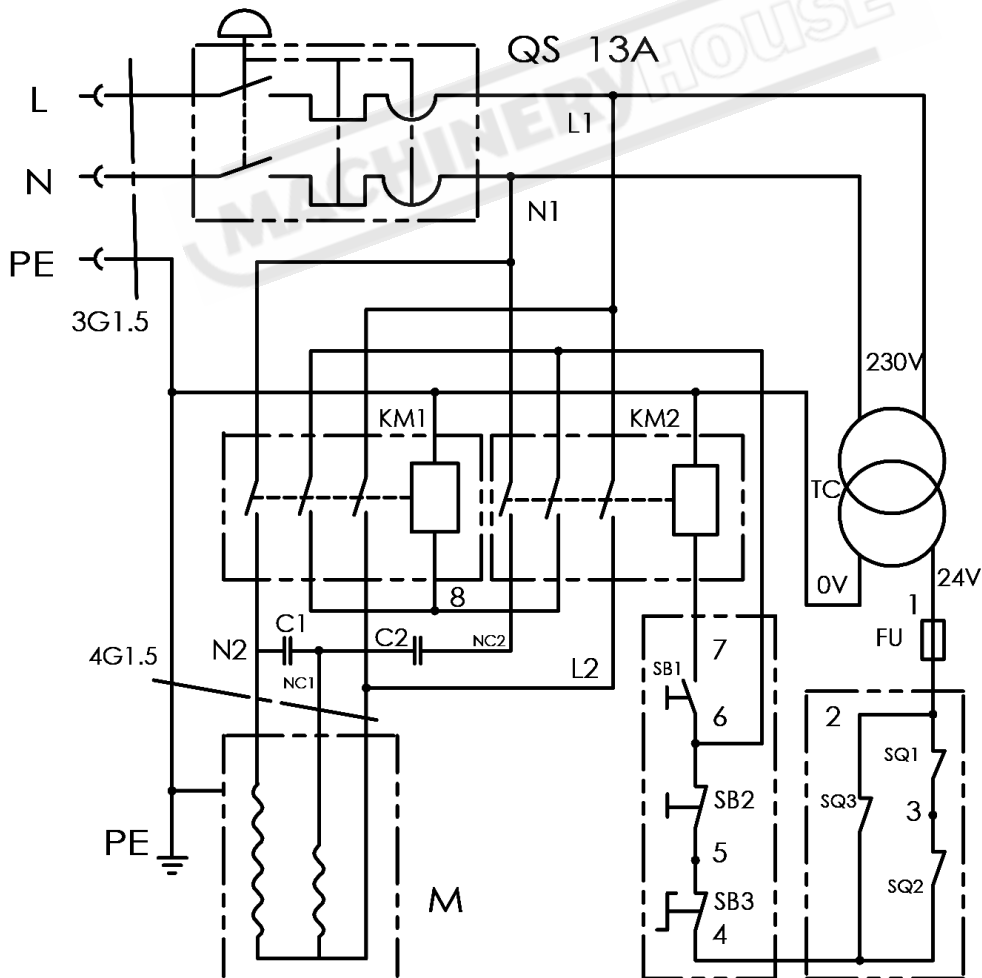 MACHINERYHOUSE
QS 13A
L
L1
N
N1
PE
3G1.5
230V
KM1
KM2
TC
0V
24V
8
1
C1
FU
N2
C2
NC2
7
4G1.5
NC1
L2
SB1
6
2
SQ1
SB2
SQ3
3
PE
5
SQ2
M
SB3
4